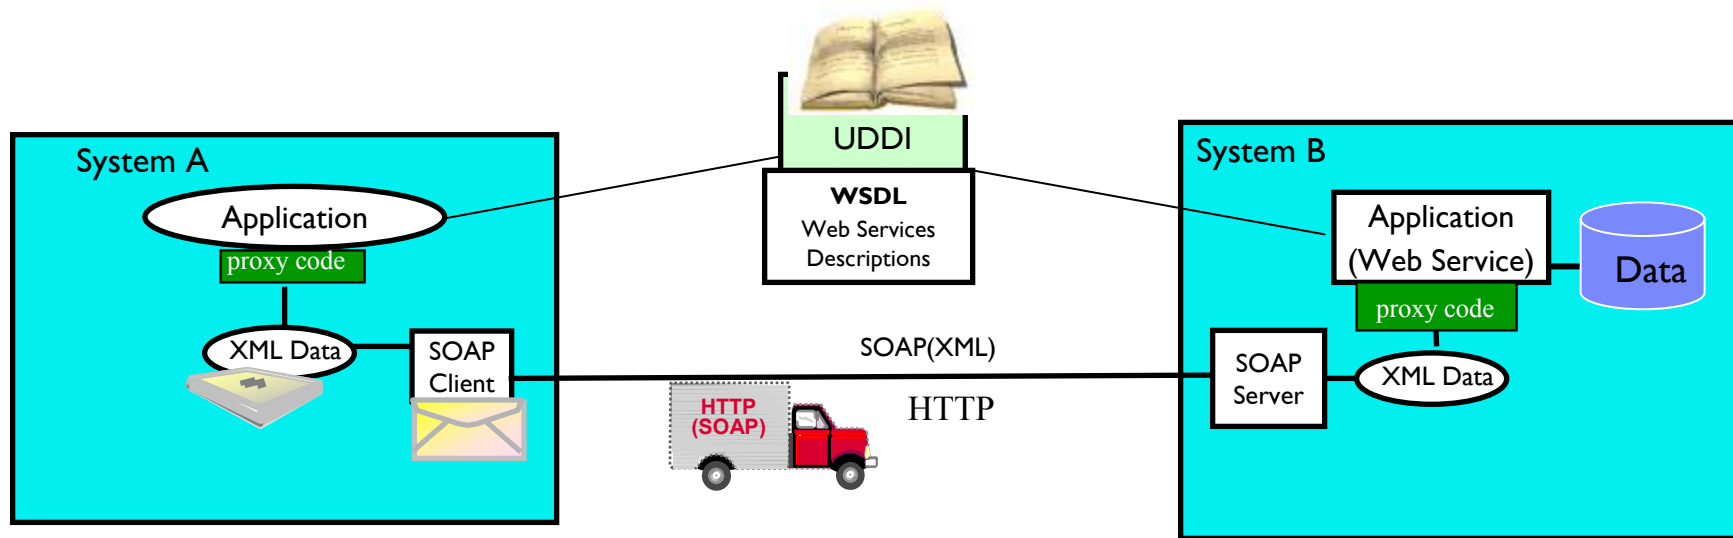 System A
Application
proxy code
XML Data
SOAP
Client
UDDI
WSDL
Web Services
Descriptions
SOAP(XML)
HTTP
HTTP
(SOAP)
System B
Application
(Web Service)
proxy code
Data
SOAP
Server
XML Data